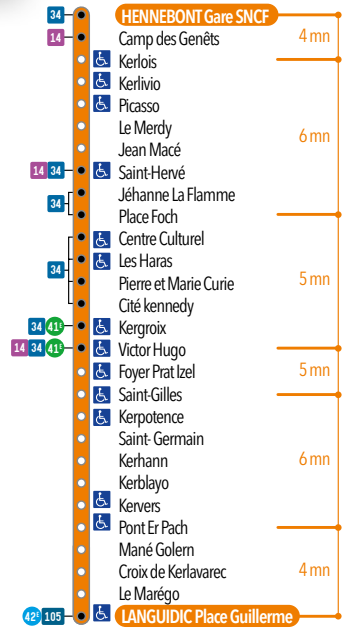 34 HENNEBONT Gare SNCF
14 Camp des Genêts 4 mn
Kerlois
Kerlivio
Picasso
Le Merdy 6 mn
Jean Macé
14 34 Saint-Hervé
Jéhanne La Flamme
34
Place Foch
Centre Culturel
Les Haras
34
Pierre et Marie Curie 5 mn
Cité kennedy
34 41E Kergroix
14 34 41E Victor Hugo
Foyer Prat Izel 5 mn
Saint-Gilles
Kerpotence
Saint- Germain
Kerhann 6 mn
Kerblayo
Kervers
Pont Er Pach
Mané Golern
Croix de Kerlavarec 4 mn
Le Marégo
42E 105 LANGUIDIC Place Guillerme